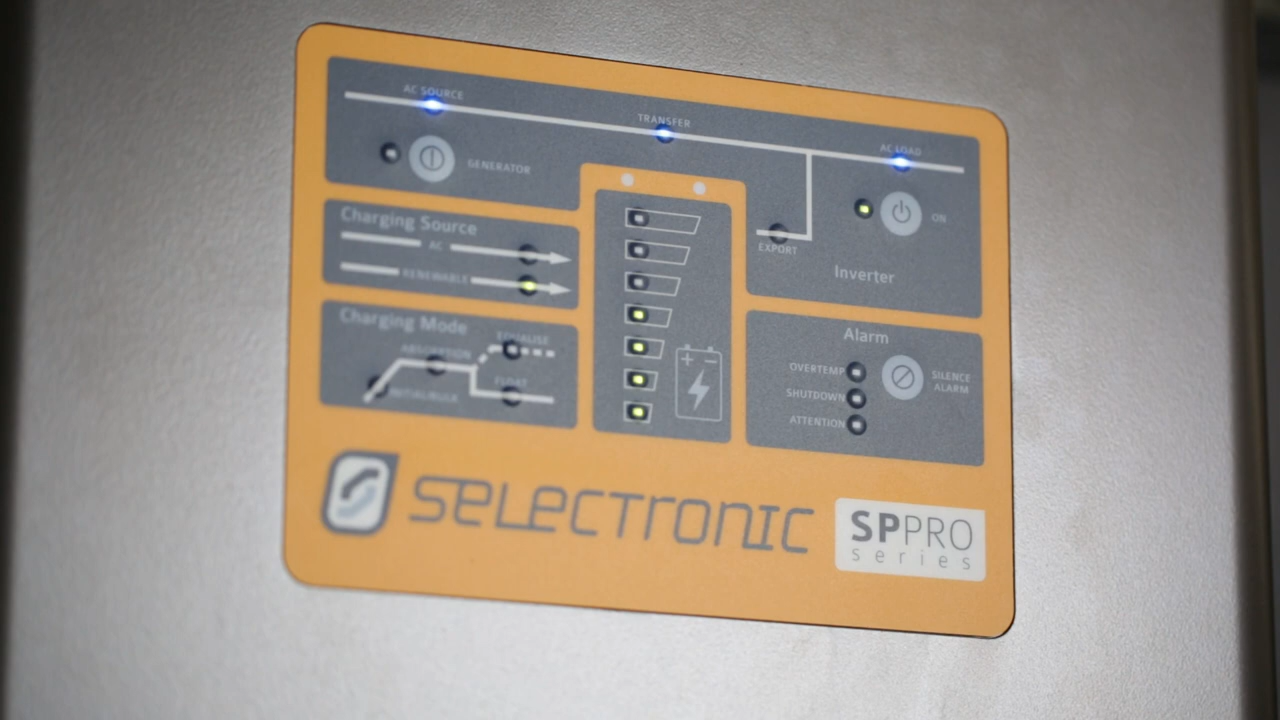 AC SOURCE
TRANSFER
AC LOAD
GENERATOR
ON
EXPORT
Inverter
Charging Source
AC
RENEWABLE
Charging Mode
EQUALISE
ABSORPTION
FLOAT
INITIAL/BULK
Alarm
OVERTEMP
SHUTDOWN
ATTENTION
SILENCE
ALARM
SELECTRONIC
SPPRO
series